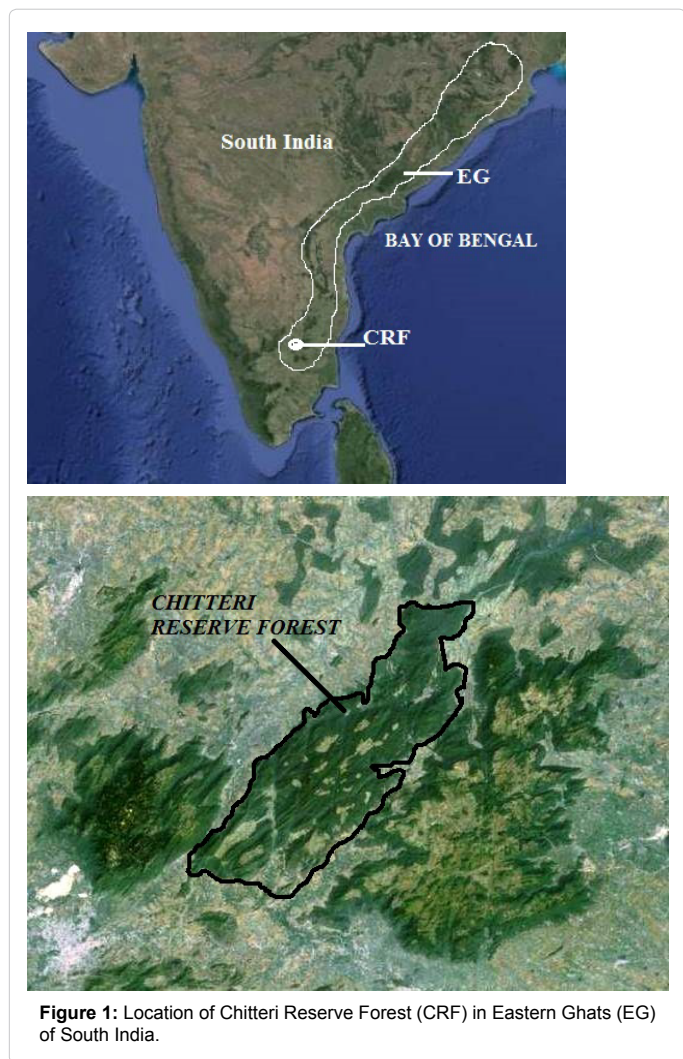 South India
EG
BAY OF BENGAL
CRF
CHITTERI
RESERVE FOREST
Figure 1: Location of Chitteri Reserve Forest (CRF) in Eastern Ghats (EG)
of South India.